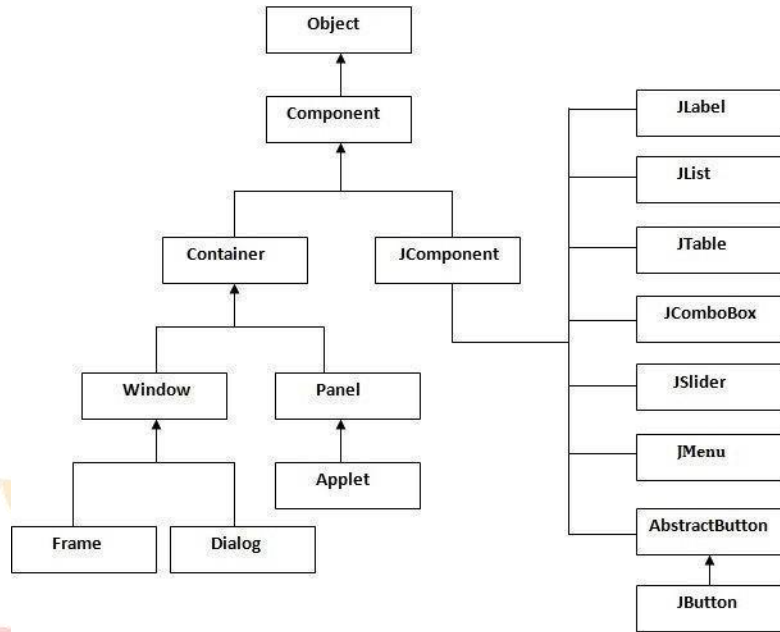 Object
Component
Container
JComponent
Window
Panel
Applet
Frame
Dialog
JLabel
JList
JTable
JComboBox
JSlider
JMenu
AbstractButton
JButton